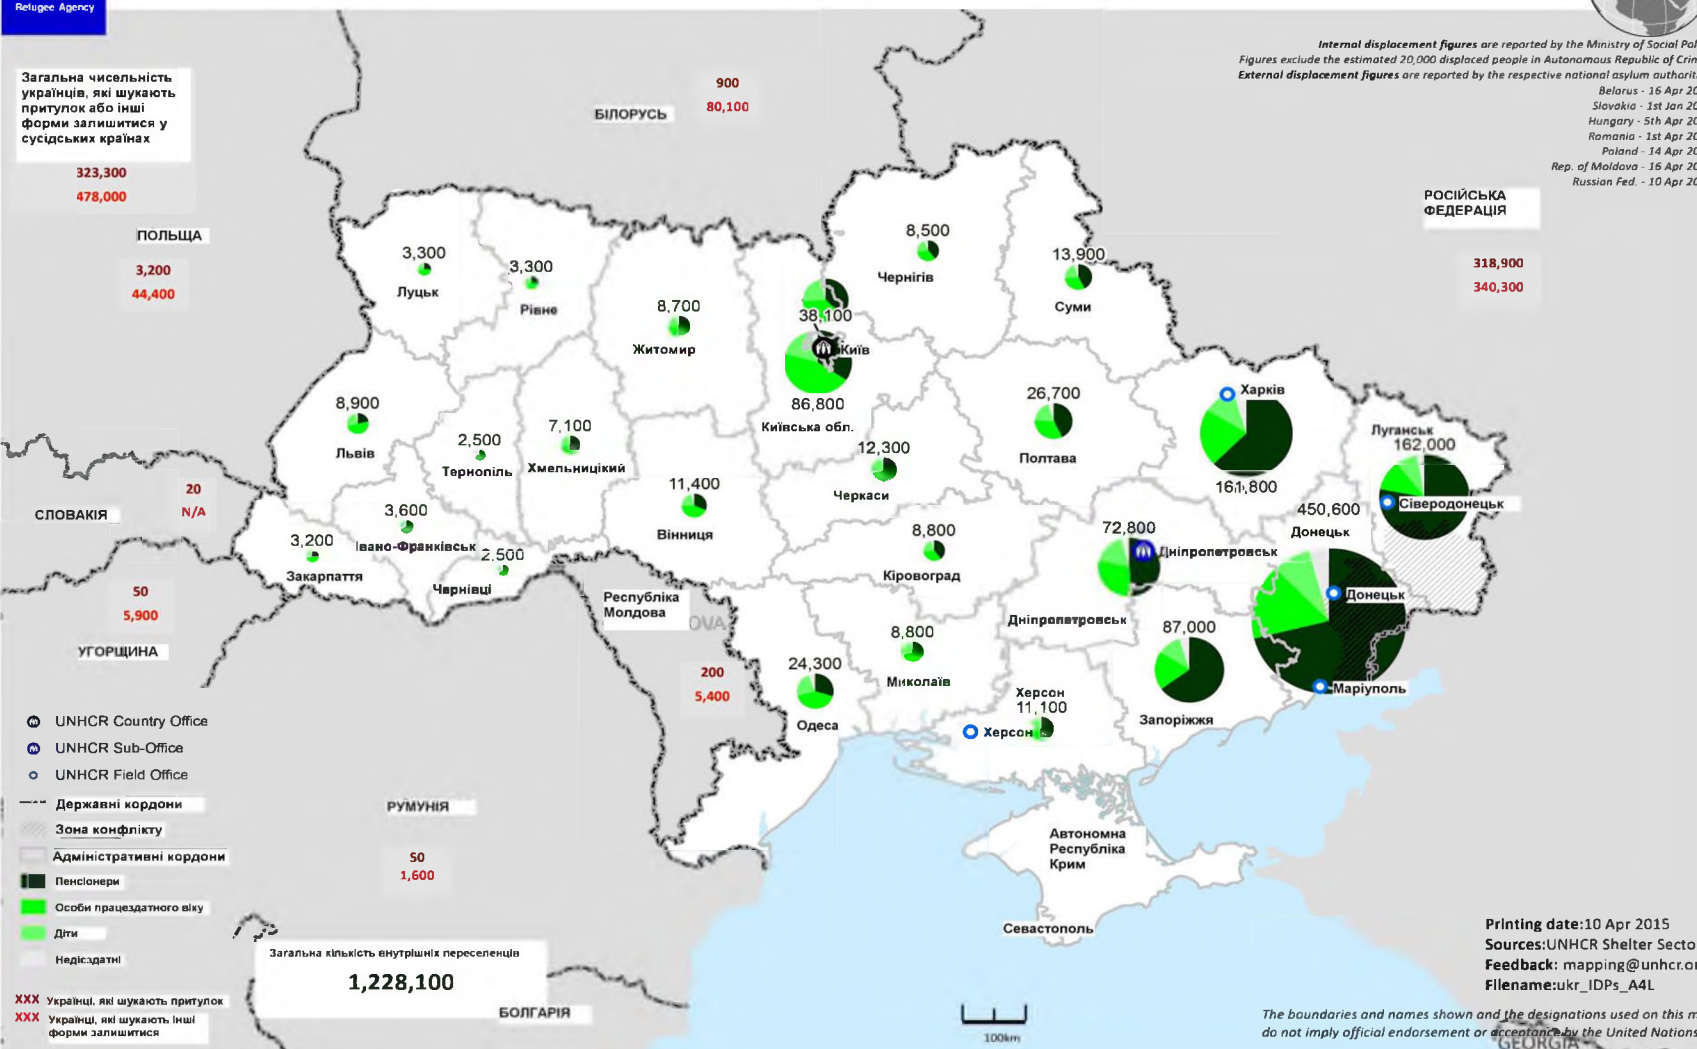 Refugee Agency
Internal displacement figures are reported by the Ministry of Social Pol
Figures exclude the estimated 20,000 displaced people in Autonomous Republic of Crim
External displacement figures are reported by the respective national asylum authorit
Belarus - 16 Apr 20
Slovakia - 1st Jan 20
Hungary - 5th Apr 20
Romania - 1st Apr 20
Poland - 14 Apr 20
Rep. of Moldova - 16 Apr 20
Russian Fed. - 10 Apr 20
Загальна чисельність
українців, які шукають
притулок або інші
форми залишитися у
сусідських країнах
323,300
478,000
БІЛОРУСЬ
900
80,100
РОСІЙСЬКА
ФЕДЕРАЦІЯ
318,900
340,300
ПОЛЬЩА
3,200
44,400
3,300
Луцьк
3,300
Рівне
8,700
Житомир
38,100
Київ
86,800
Київська обл.
8,500
Чернігів
13,900
Суми
8,900
Львів
2,500
Тернопіль
7,100
Хмельницікий
11,400
Вінниця
12,300
Черкаси
26,700
Полтава
Харків
161,800
Луганськ
162,000
Сіверодонецьк
450,600
Донецьк
Донецьк
Маріуполь
СЛОВАКІЯ
20
N/A
3,200
Закарпаття
3,600
Івано-Франківськ
2,500
Чернівці
8,800
Кіровоград
72,800
Дніпропетровськ
Дніпропетровськ
87,000
Запоріжжя
50
5,900
УГОРЩИНА
Республіка
Молдова
OVA
200
5,400
24,300
Одеса
8,800
Миколаїв
Херсон
11,100
Херсон
UNHCR Country Office
UNHCR Sub-Office
UNHCR Field Office
Державні кордони
Зона конфлікту
Адміністративні кордони
Пенсіонери
Особи працездатного віку
Діти
Недієздатні
XXX Українці, які шукають притулок
XXX Українці, які шукають інші
форми залишитися
РУМУНІЯ
50
1,600
Загальна кількість внутрішніх переселенців
1,228,100
БОЛГАРІЯ
Автономна
Республіка
Крим
Севастополь
100km
Printing date:10 Apr 2015
Sources:UNHCR Shelter Secto
Feedback: mapping@unhcr.or
Filename:ukr_IDPs_A4L
The boundaries and names shown and the designations used on this m
do not imply official endorsement or acceptance by the United Nations
GEORGIA